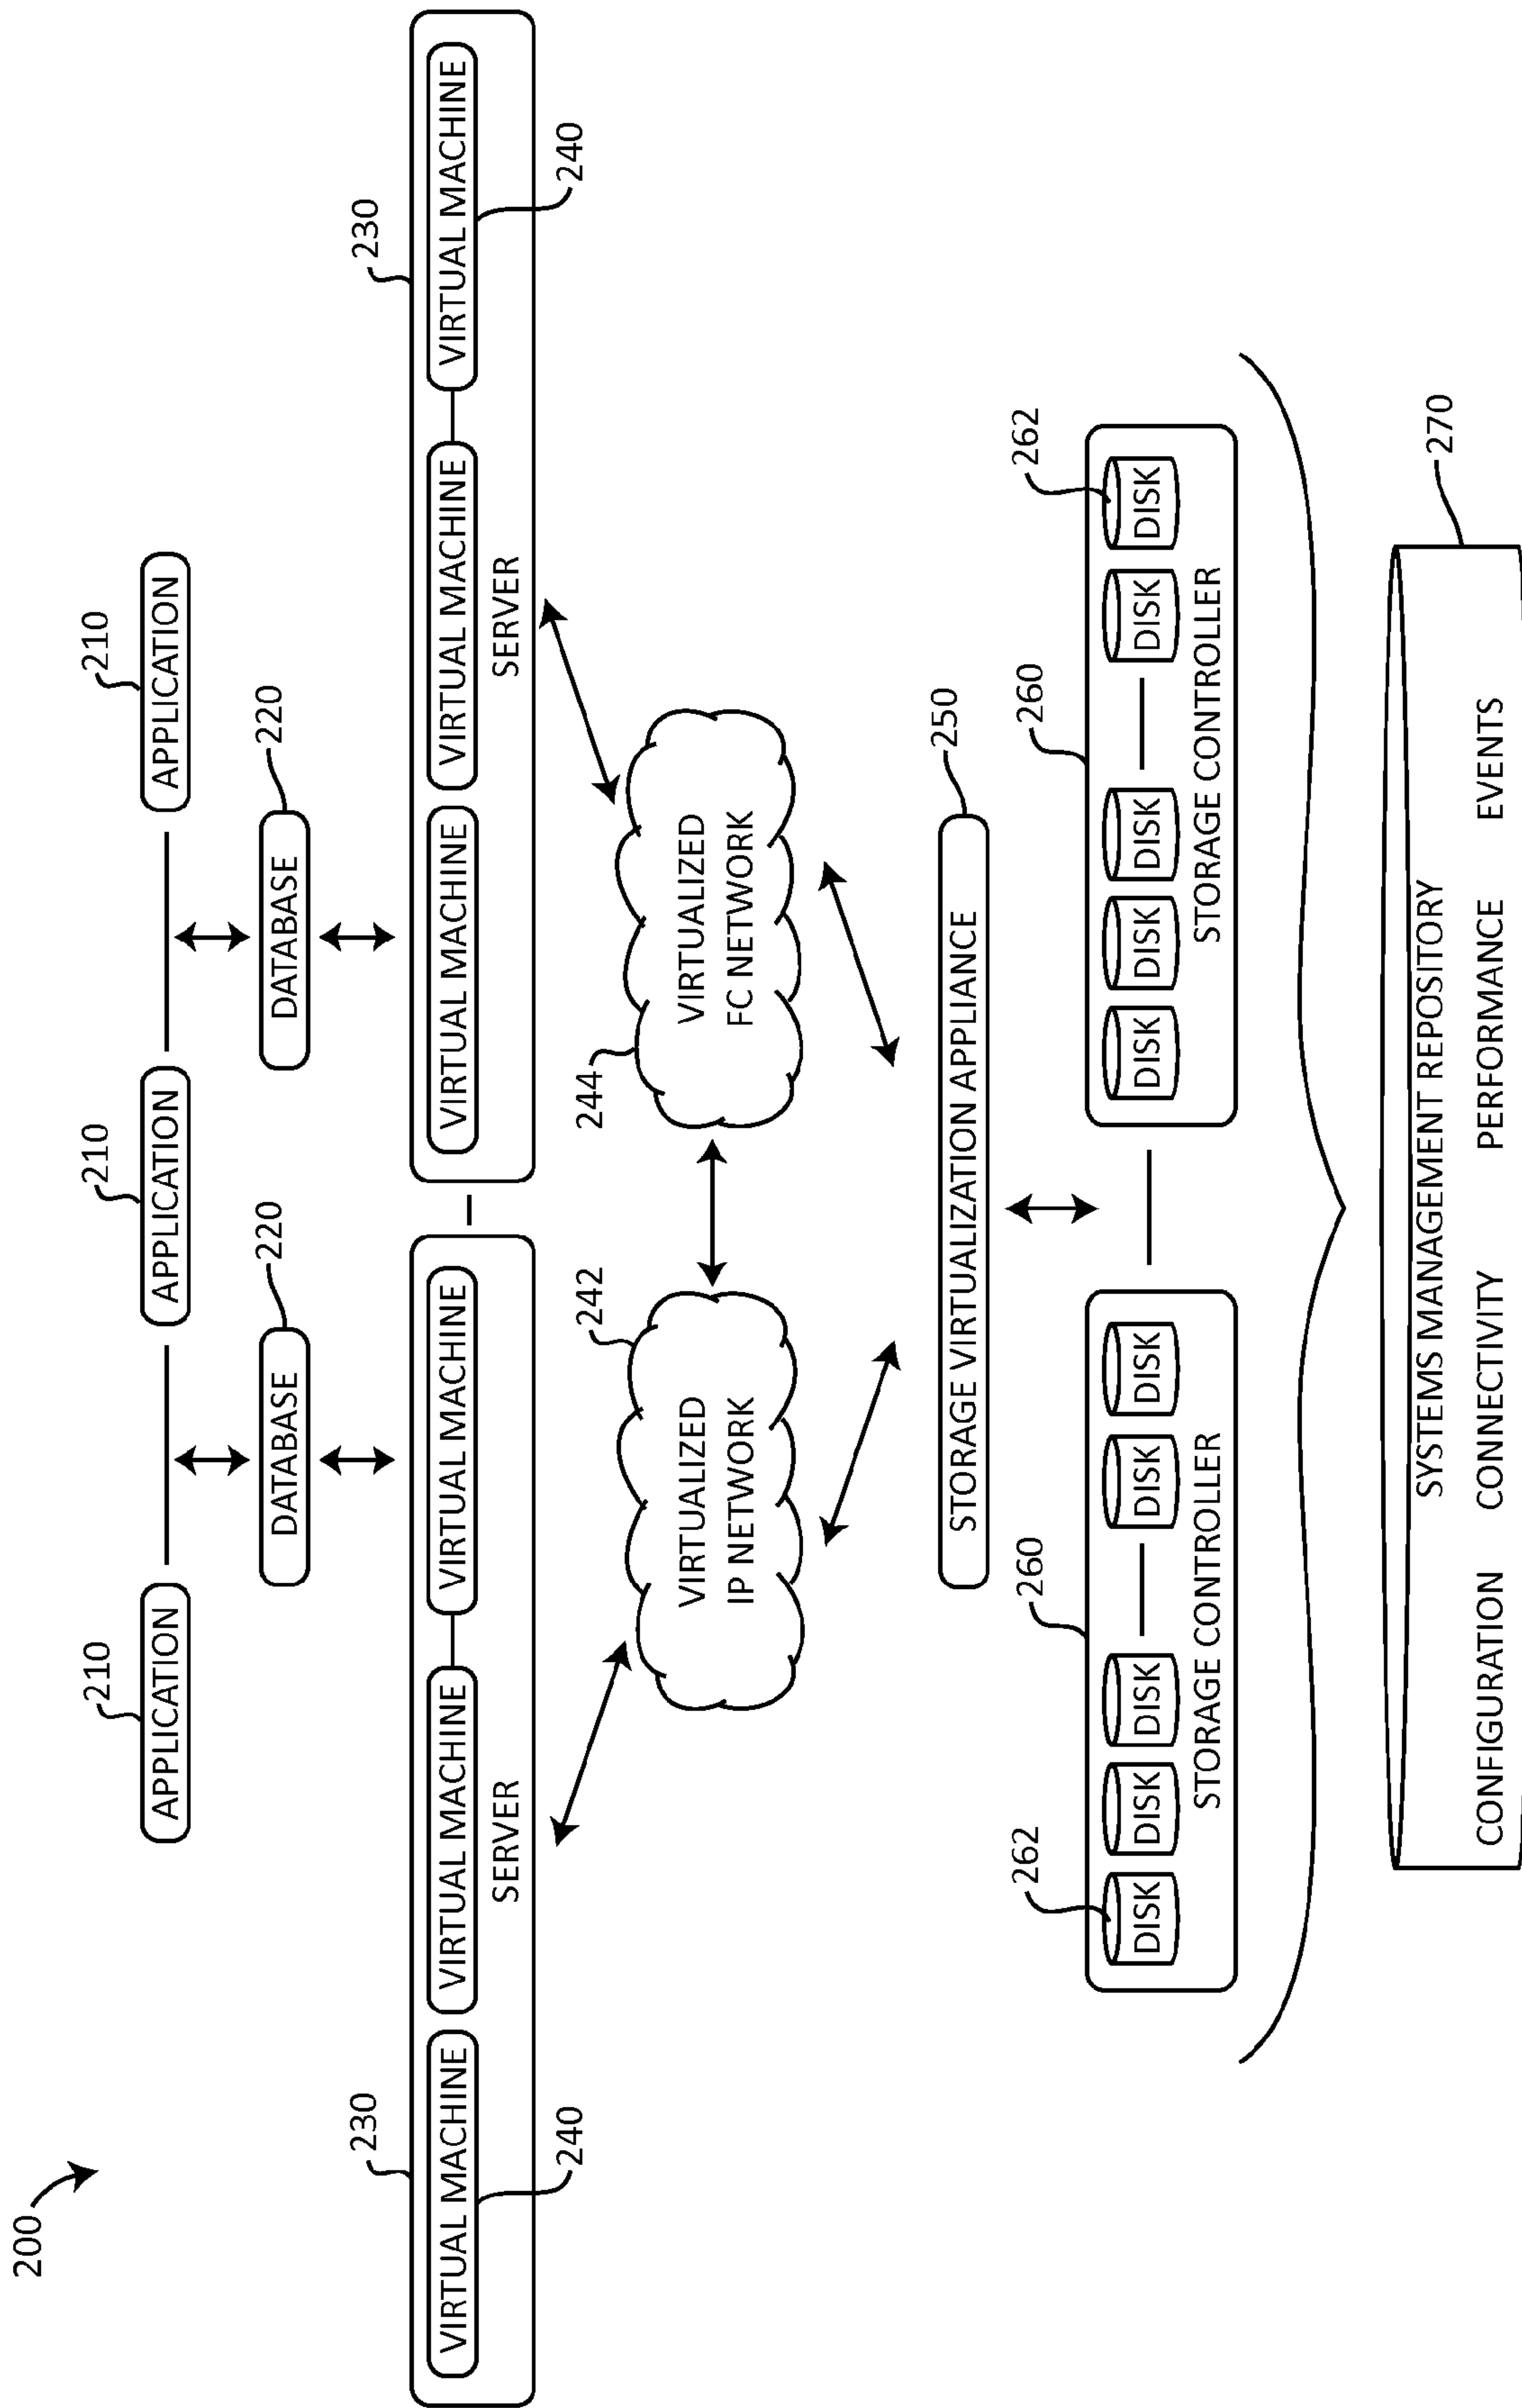 200
210
210
210
APPLICATION
APPLICATION
APPLICATION
220
220
DATABASE
DATABASE
230
230
VIRTUAL MACHINE
VIRTUAL MACHINE
VIRTUAL MACHINE
VIRTUAL MACHINE
VIRTUAL MACHINE
VIRTUAL MACHINE
SERVER
SERVER
240
242
244
240
VIRTUALIZED
IP NETWORK
VIRTUALIZED
FC NETWORK
250
STORAGE VIRTUALIZATION APPLIANCE
262
260
260
262
DISK
DISK
DISK
DISK
DISK
DISK
DISK
DISK
DISK
DISK
STORAGE CONTROLLER
STORAGE CONTROLLER
270
SYSTEMS MANAGEMENT REPOSITORY
CONFIGURATION CONNECTIVITY PERFORMANCE EVENTS